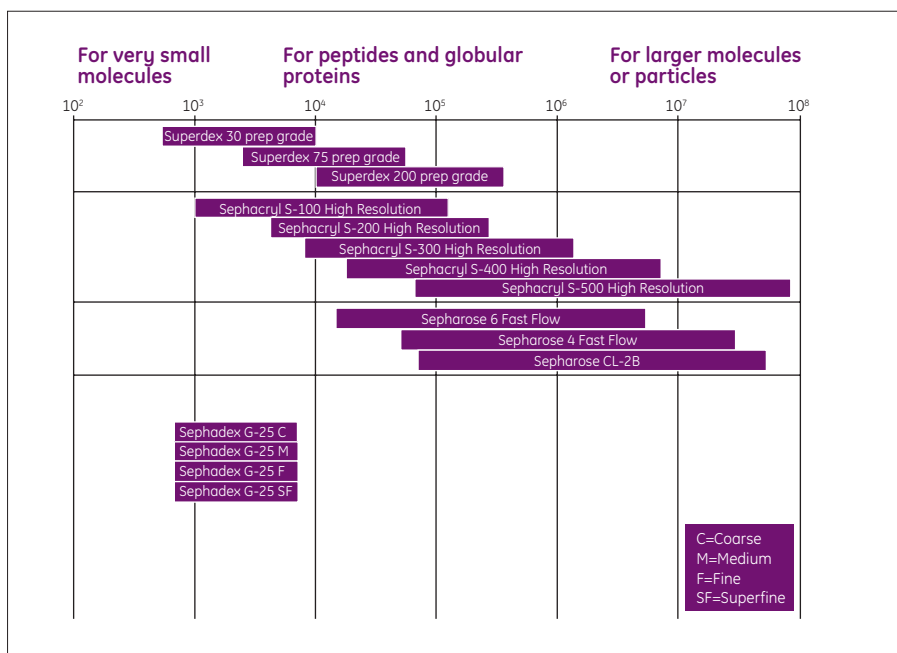 For very small
molecules
For peptides and globular
proteins
For larger molecules
or particles
10² 10³ 10⁴ 10⁵ 10⁶ 10⁷ 10⁸
Superdex 30 prep grade
Superdex 75 prep grade
Superdex 200 prep grade
Sephacryl S-100 High Resolution
Sephacryl S-200 High Resolution
Sephacryl S-300 High Resolution
Sephacryl S-400 High Resolution
Sephacryl S-500 High Resolution
Sepharose 6 Fast Flow
Sepharose 4 Fast Flow
Sepharose CL-2B
Sephadex G-25 C
Sephadex G-25 M
Sephadex G-25 F
Sephadex G-25 SF
C=Coarse
M=Medium
F=Fine
SF=Superfine